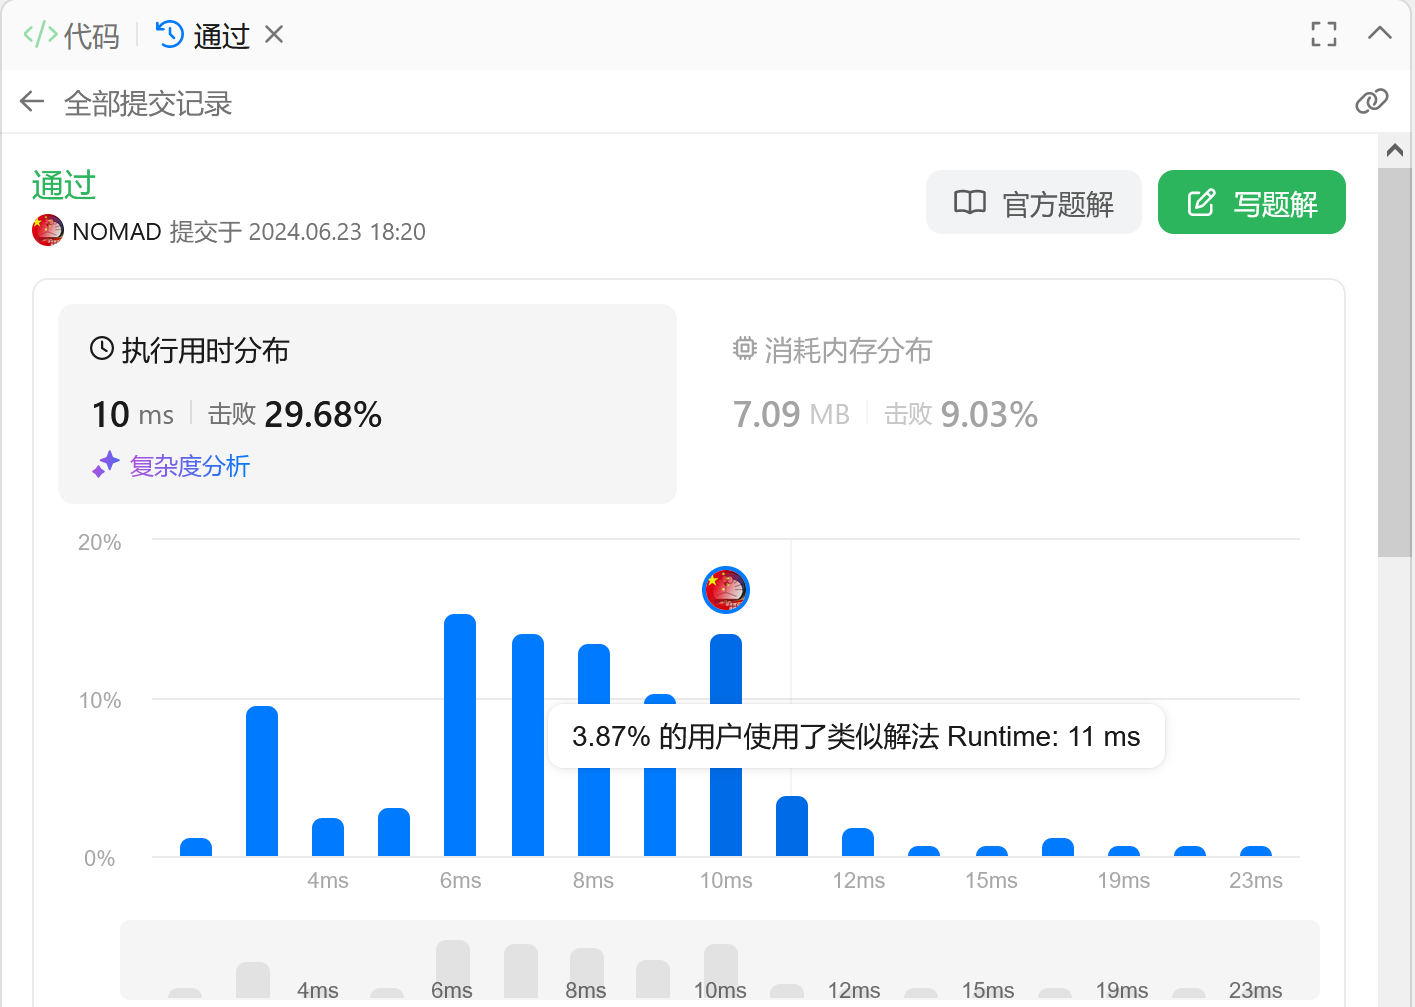 代码 通过
全部提交记录
通过
NOMAD 提交于 2024.06.23 18:20
官方题解 写题解
执行用时分布
10 ms 击败 29.68%
复杂度分析
消耗内存分布
7.09 MB 击败 9.03%
20%
10%
0%
3.87% 的用户使用了类似解法 Runtime: 11 ms
4ms 6ms 8ms 10ms 12ms 15ms 19ms 23ms
4ms 6ms 8ms 10ms 12ms 15ms 19ms 23ms